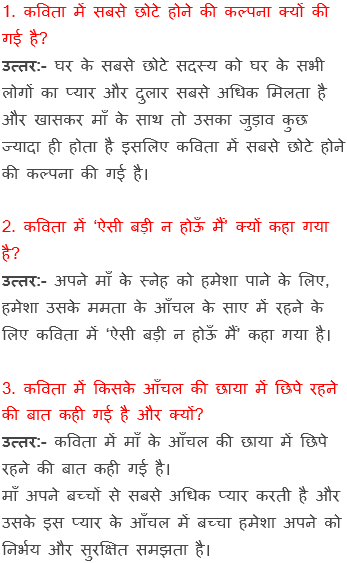 1. कविता में सबसे छोटे होने की कल्पना क्यों की
गई है?
उत्तर:- घर के सबसे छोटे सदस्य को घर के सभी
लोगों का प्यार और दुलार सबसे अधिक मिलता है
और खासकर माँ के साथ तो उसका जुड़ाव कुछ
ज्यादा ही होता है इसलिए कविता में सबसे छोटे होने
की कल्पना की गई है।
2. कविता में ‘ऐसी बड़ी न होऊँ मैं’ क्यों कहा गया
है?
उत्तर:- अपने माँ के स्नेह को हमेशा पाने के लिए,
हमेशा उसके ममता के आँचल के साए में रहने के
लिए कविता में ‘ऐसी बड़ी न होऊँ मैं’ कहा गया है।
3. कविता में किसके आँचल की छाया में छिपे रहने
की बात कही गई है और क्यों?
उत्तर:- कविता में माँ के आँचल की छाया में छिपे
रहने की बात कही गई है।
माँ अपने बच्चों से सबसे अधिक प्यार करती है और
उसके इस प्यार के आँचल में बच्चा हमेशा अपने को
निर्भय और सुरक्षित समझता है।